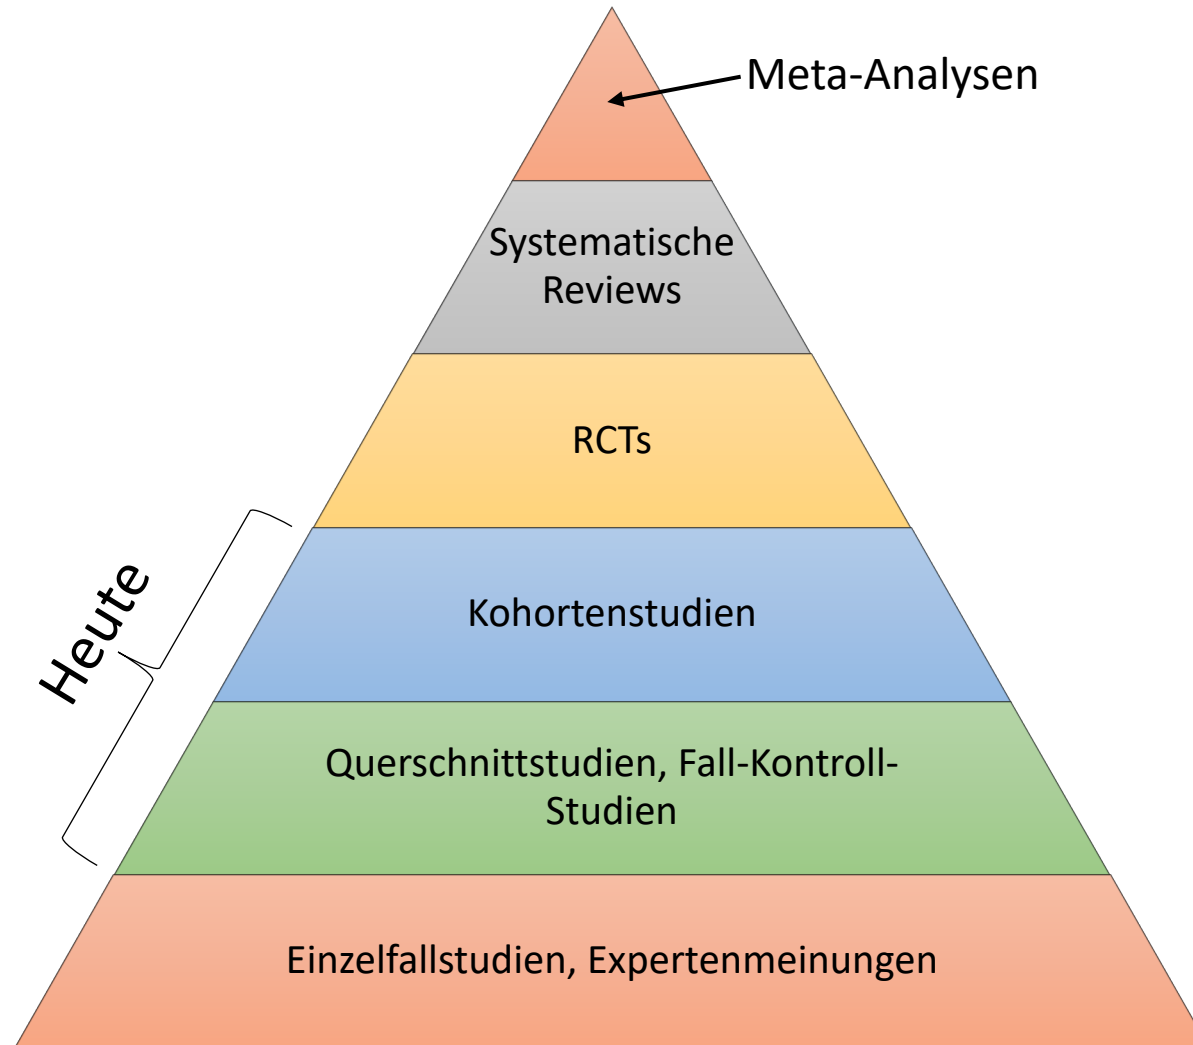 Meta-Analysen
Systematische
Reviews
RCTs
Heute
Kohortenstudien
Querschnittstudien, Fall-Kontroll-
Studien
Einzelfallstudien, Expertenmeinungen